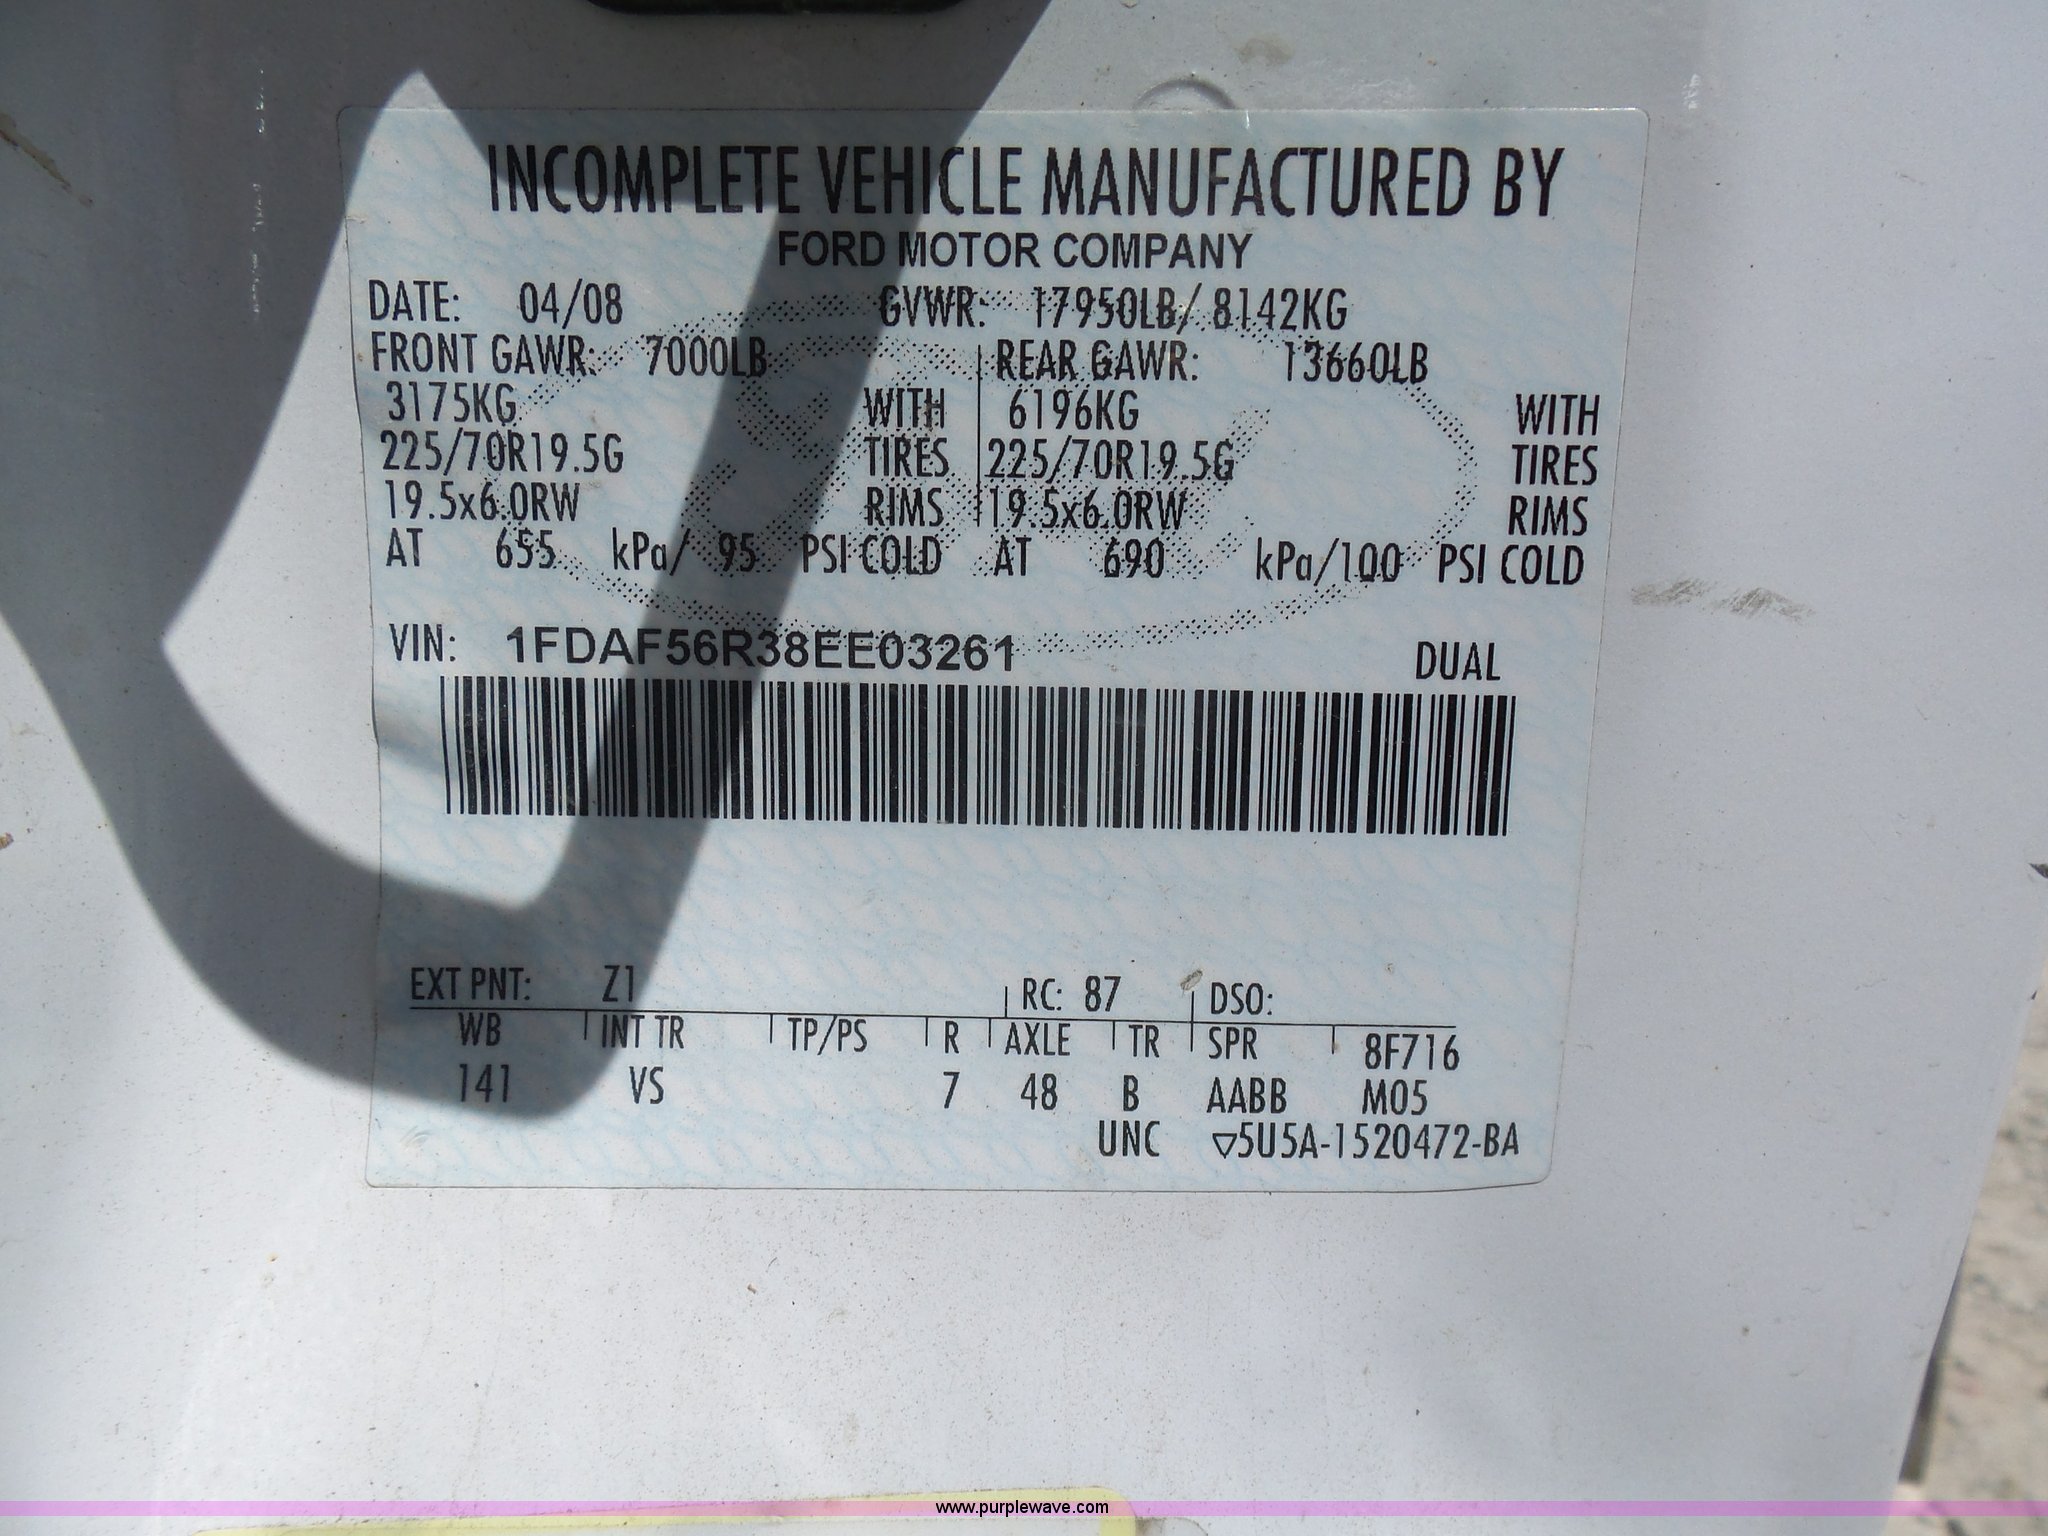 INCOMPLETE VEHICLE MANUFACTURED BY
FORD MOTOR COMPANY
DATE: 04/08 GVWR: 17950LB/ 8142KG
FRONT GAWR: 7000LB REAR GAWR: 13660LB
3175KG WITH 6196KG WITH
225/70R19.5G TIRES 225/70R19.5G TIRES
19.5x6.0RW RIMS 19.5x6.0RW RIMS
AT 655 kPa/ 95 PSI COLD AT 690 kPa/100 PSI COLD
VIN: 1FDAF56R38EE03261 DUAL
EXT PNT: Z1 RC: 87 DSO:
WB INT TR TP/PS R AXLE TR SPR 8F716
141 VS 7 48 B AABB M05
UNC ▽5U5A-1520472-BA
www.purplewave.com